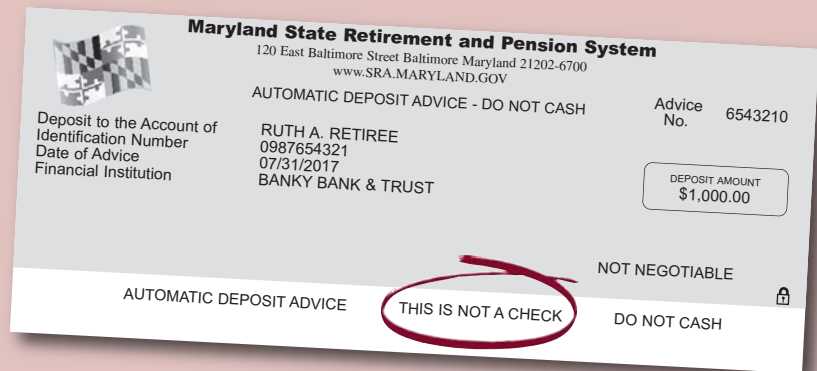 Maryland State Retirement and Pension System
120 East Baltimore Street Baltimore Maryland 21202-6700
www.SRA.MARYLAND.GOV
AUTOMATIC DEPOSIT ADVICE - DO NOT CASH
Advice No. 6543210
Deposit to the Account of RUTH A. RETIREE
Identification Number 0987654321
Date of Advice 07/31/2017
Financial Institution BANKY BANK & TRUST
DEPOSIT AMOUNT
$1,000.00
NOT NEGOTIABLE
AUTOMATIC DEPOSIT ADVICE THIS IS NOT A CHECK DO NOT CASH